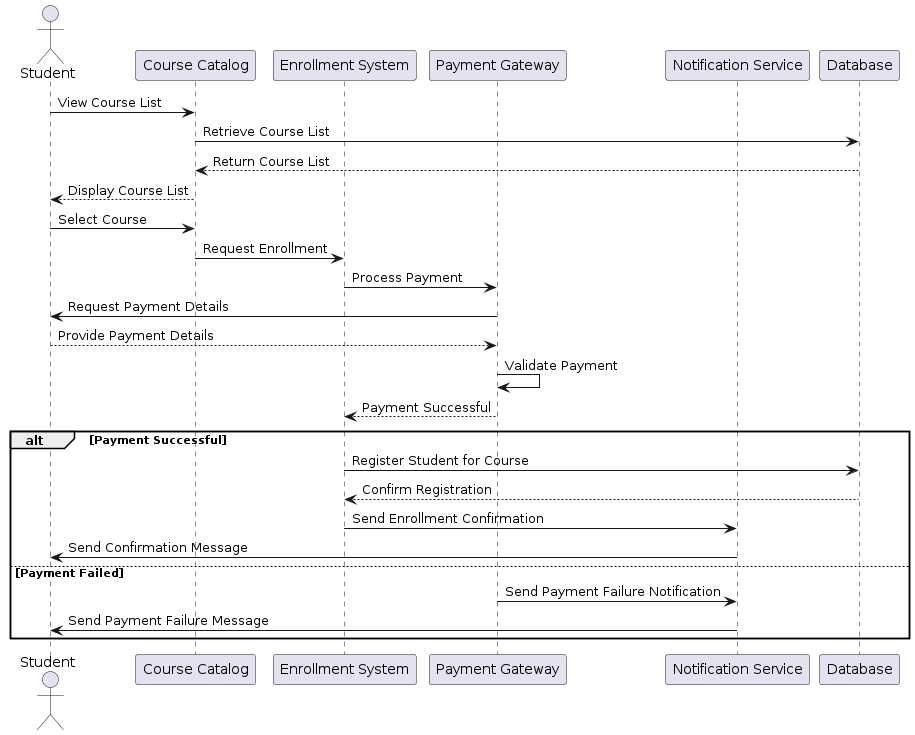 Student
Course Catalog
Enrollment System
Payment Gateway
Notification Service
Database
View Course List
Retrieve Course List
Return Course List
Display Course List
Select Course
Request Enrollment
Process Payment
Request Payment Details
Provide Payment Details
Validate Payment
Payment Successful
alt [Payment Successful]
Register Student for Course
Confirm Registration
Send Enrollment Confirmation
Send Confirmation Message
[Payment Failed]
Send Payment Failure Notification
Send Payment Failure Message
Student
Course Catalog
Enrollment System
Payment Gateway
Notification Service
Database